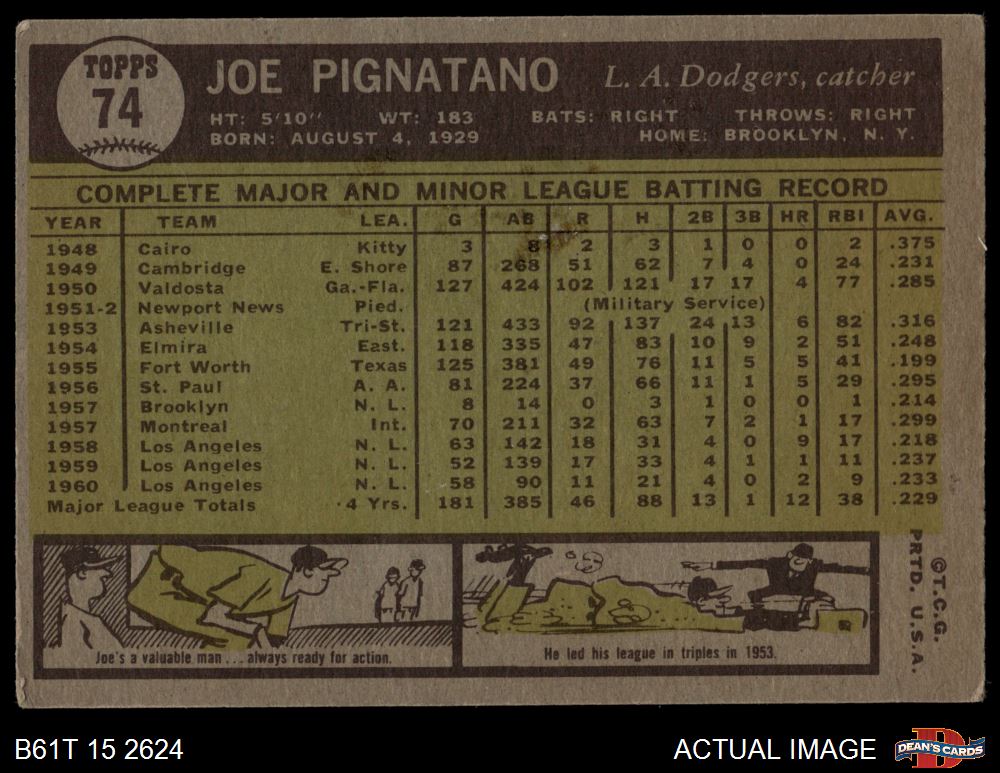 TOPPS
74
JOE PIGNATANO L. A. Dodgers, catcher
HT: 5'10'' WT: 183 BATS: RIGHT THROWS: RIGHT
BORN: AUGUST 4, 1929 HOME: BROOKLYN, N. Y.
COMPLETE MAJOR AND MINOR LEAGUE BATTING RECORD
YEAR TEAM LEA. G AB R H 2B 3B HR RBI AVG.
1948 Cairo Kitty 3 8 2 3 1 0 0 2 .375
1949 Cambridge E. Shore 87 268 51 62 7 4 0 24 .231
1950 Valdosta Ga.-Fla. 127 424 102 121 17 17 4 77 .285
1951-2 Newport News Pied. (Military Service)
1953 Asheville Tri-St. 121 433 92 137 24 13 6 82 .316
1954 Elmira East. 118 335 47 83 10 9 2 51 .248
1955 Fort Worth Texas 125 381 49 76 11 5 5 41 .199
1956 St. Paul A. A. 81 224 37 66 11 1 5 29 .295
1957 Brooklyn N. L. 8 14 0 3 1 0 0 1 .214
1957 Montreal Int. 70 211 32 63 7 2 1 17 .299
1958 Los Angeles N. L. 63 142 18 31 4 0 9 17 .218
1959 Los Angeles N. L. 52 139 17 33 4 1 1 11 .237
1960 Los Angeles N. L. 58 90 11 21 4 0 2 9 .233
Major League Totals 4 Yrs. 181 385 46 88 13 1 12 38 .229
Joe's a valuable man . . . always ready for action.
He led his league in triples in 1953.
©T.C.G.
PRTD. U.S.A.
B61T 15 2624 ACTUAL IMAGE
D
DEAN'S CARDS